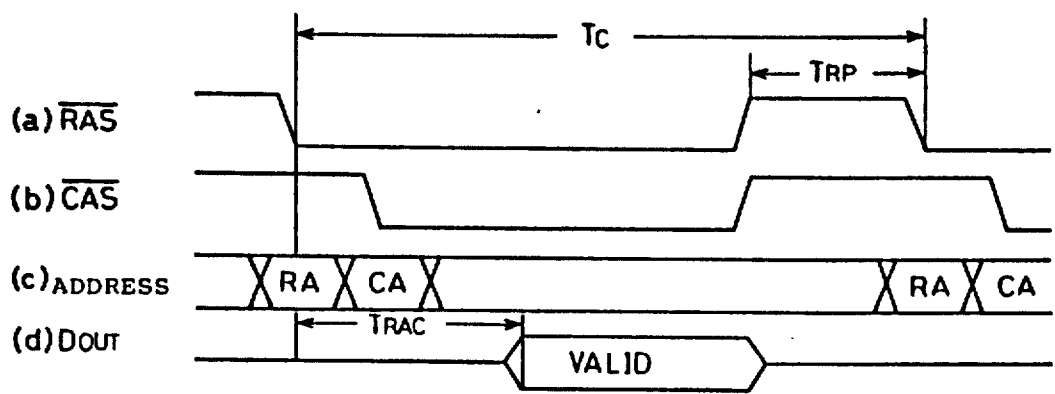 TC
TRP
(a) RAS
(b) CAS
(c) ADDRESS RA CA RA CA
TRAC
(d) DOUT VALID